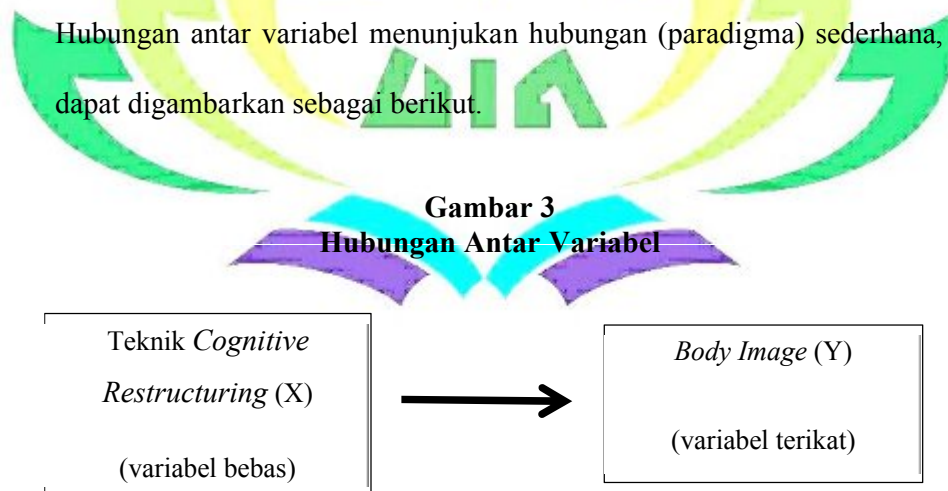 Hubungan antar variabel menunjukan hubungan (paradigma) sederhana,
dapat digambarkan sebagai berikut.
Gambar 3
Hubungan Antar Variabel
Teknik Cognitive
Restructuring (X)
(variabel bebas)
Body Image (Y)
(variabel terikat)